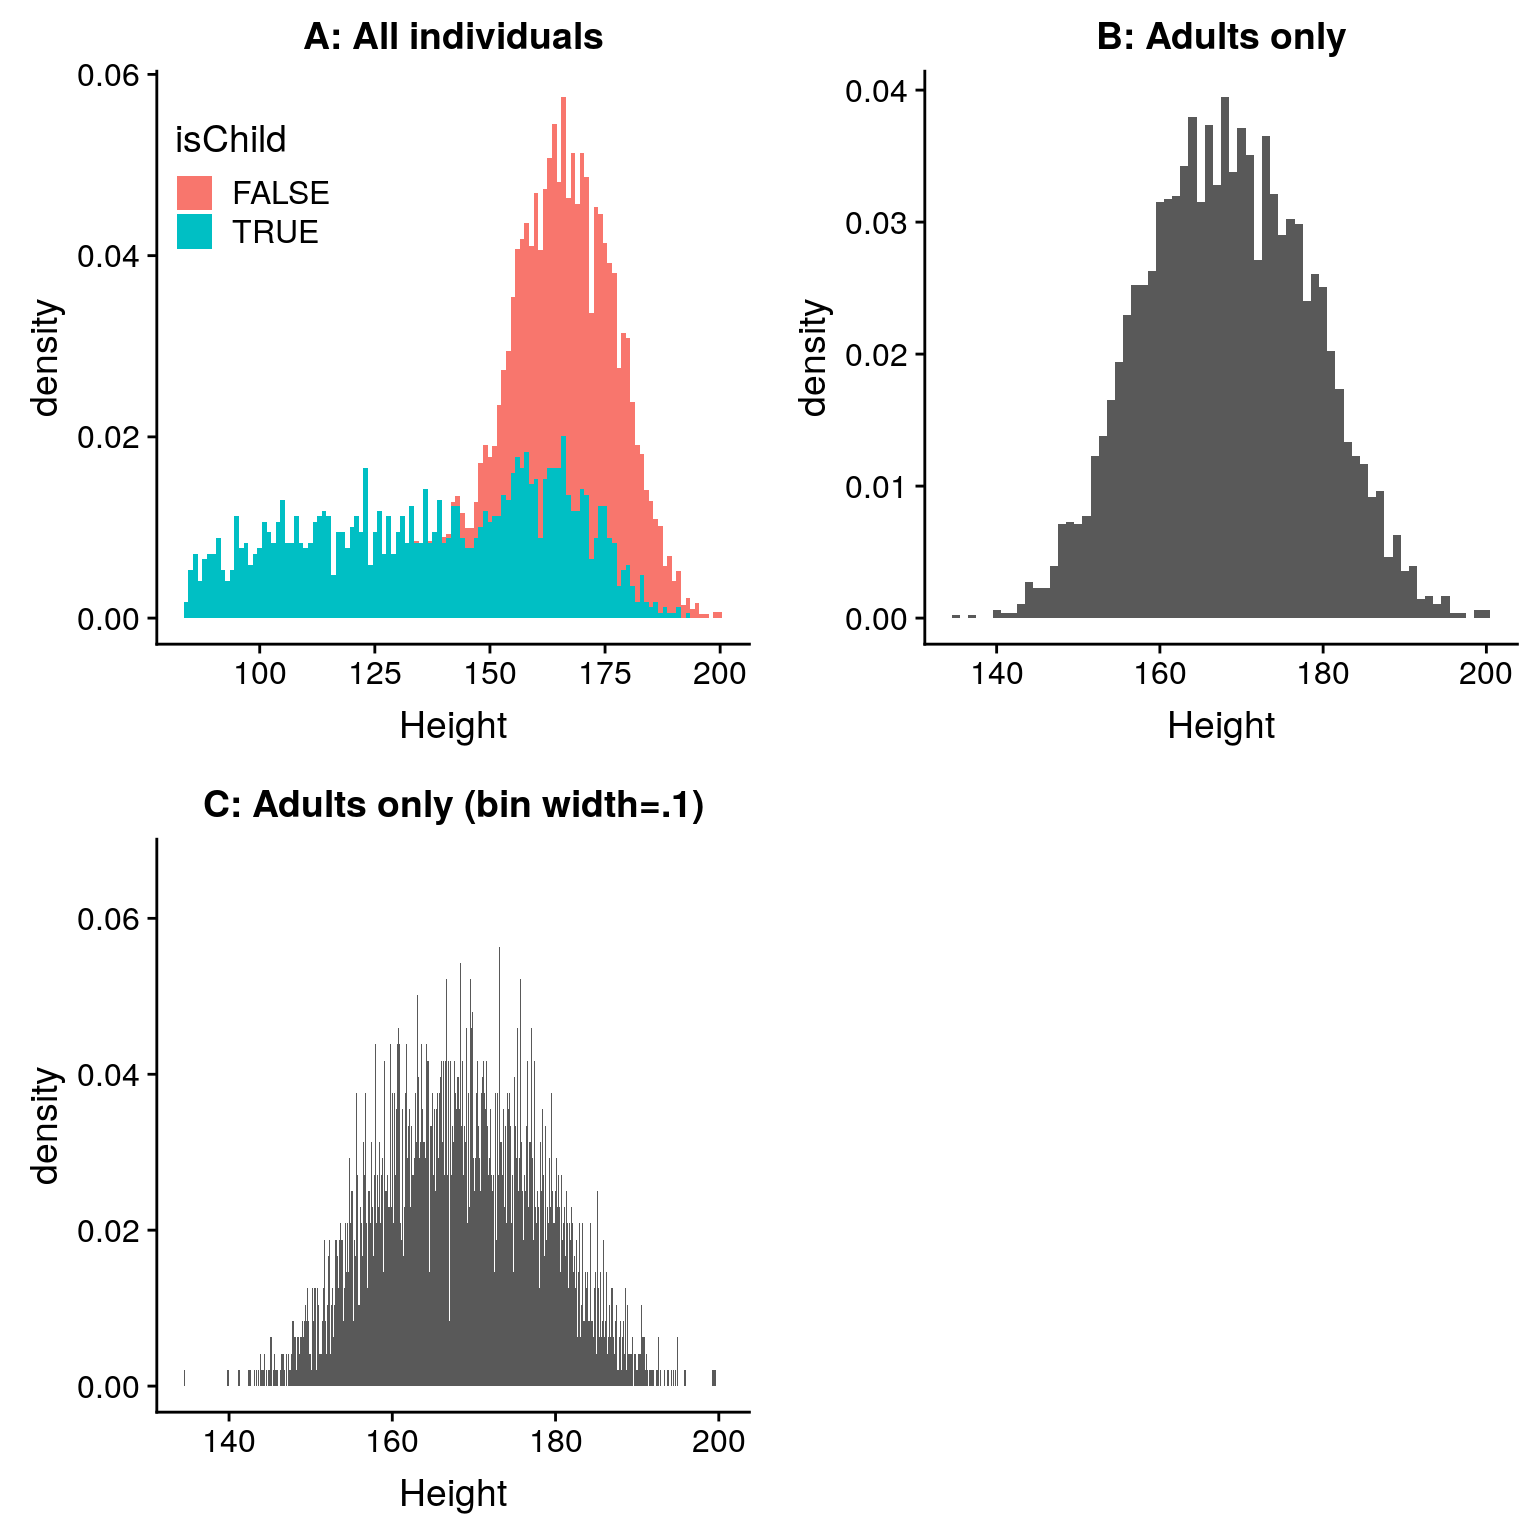 A: All individuals
0.06
0.04
0.02
0.00
density
isChild
FALSE
TRUE
100 125 150 175 200
Height
B: Adults only
0.04
0.03
0.02
0.01
0.00
density
140 160 180 200
Height
C: Adults only (bin width=.1)
0.06
0.04
0.02
0.00
density
140 160 180 200
Height